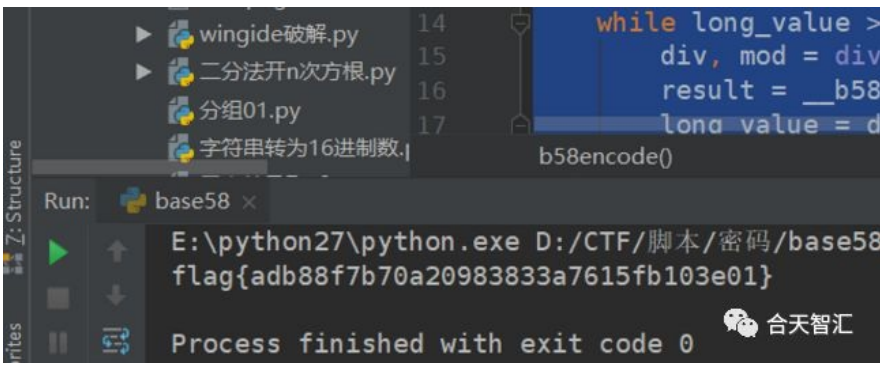 wingide破解.py
二分法开n次方根.py
分组01.py
字符串转为16进制数.
14 while long_value >
15 div, mod = div
16 result = __b58
17 long_value = d
b58encode()
Z: Structure
Run: base58 ×
E:\python27\python.exe D:/CTF/脚本/密码/base58
flag{adb88f7b70a20983833a7615fb103e01}
Process finished with exit code 0
合天智汇